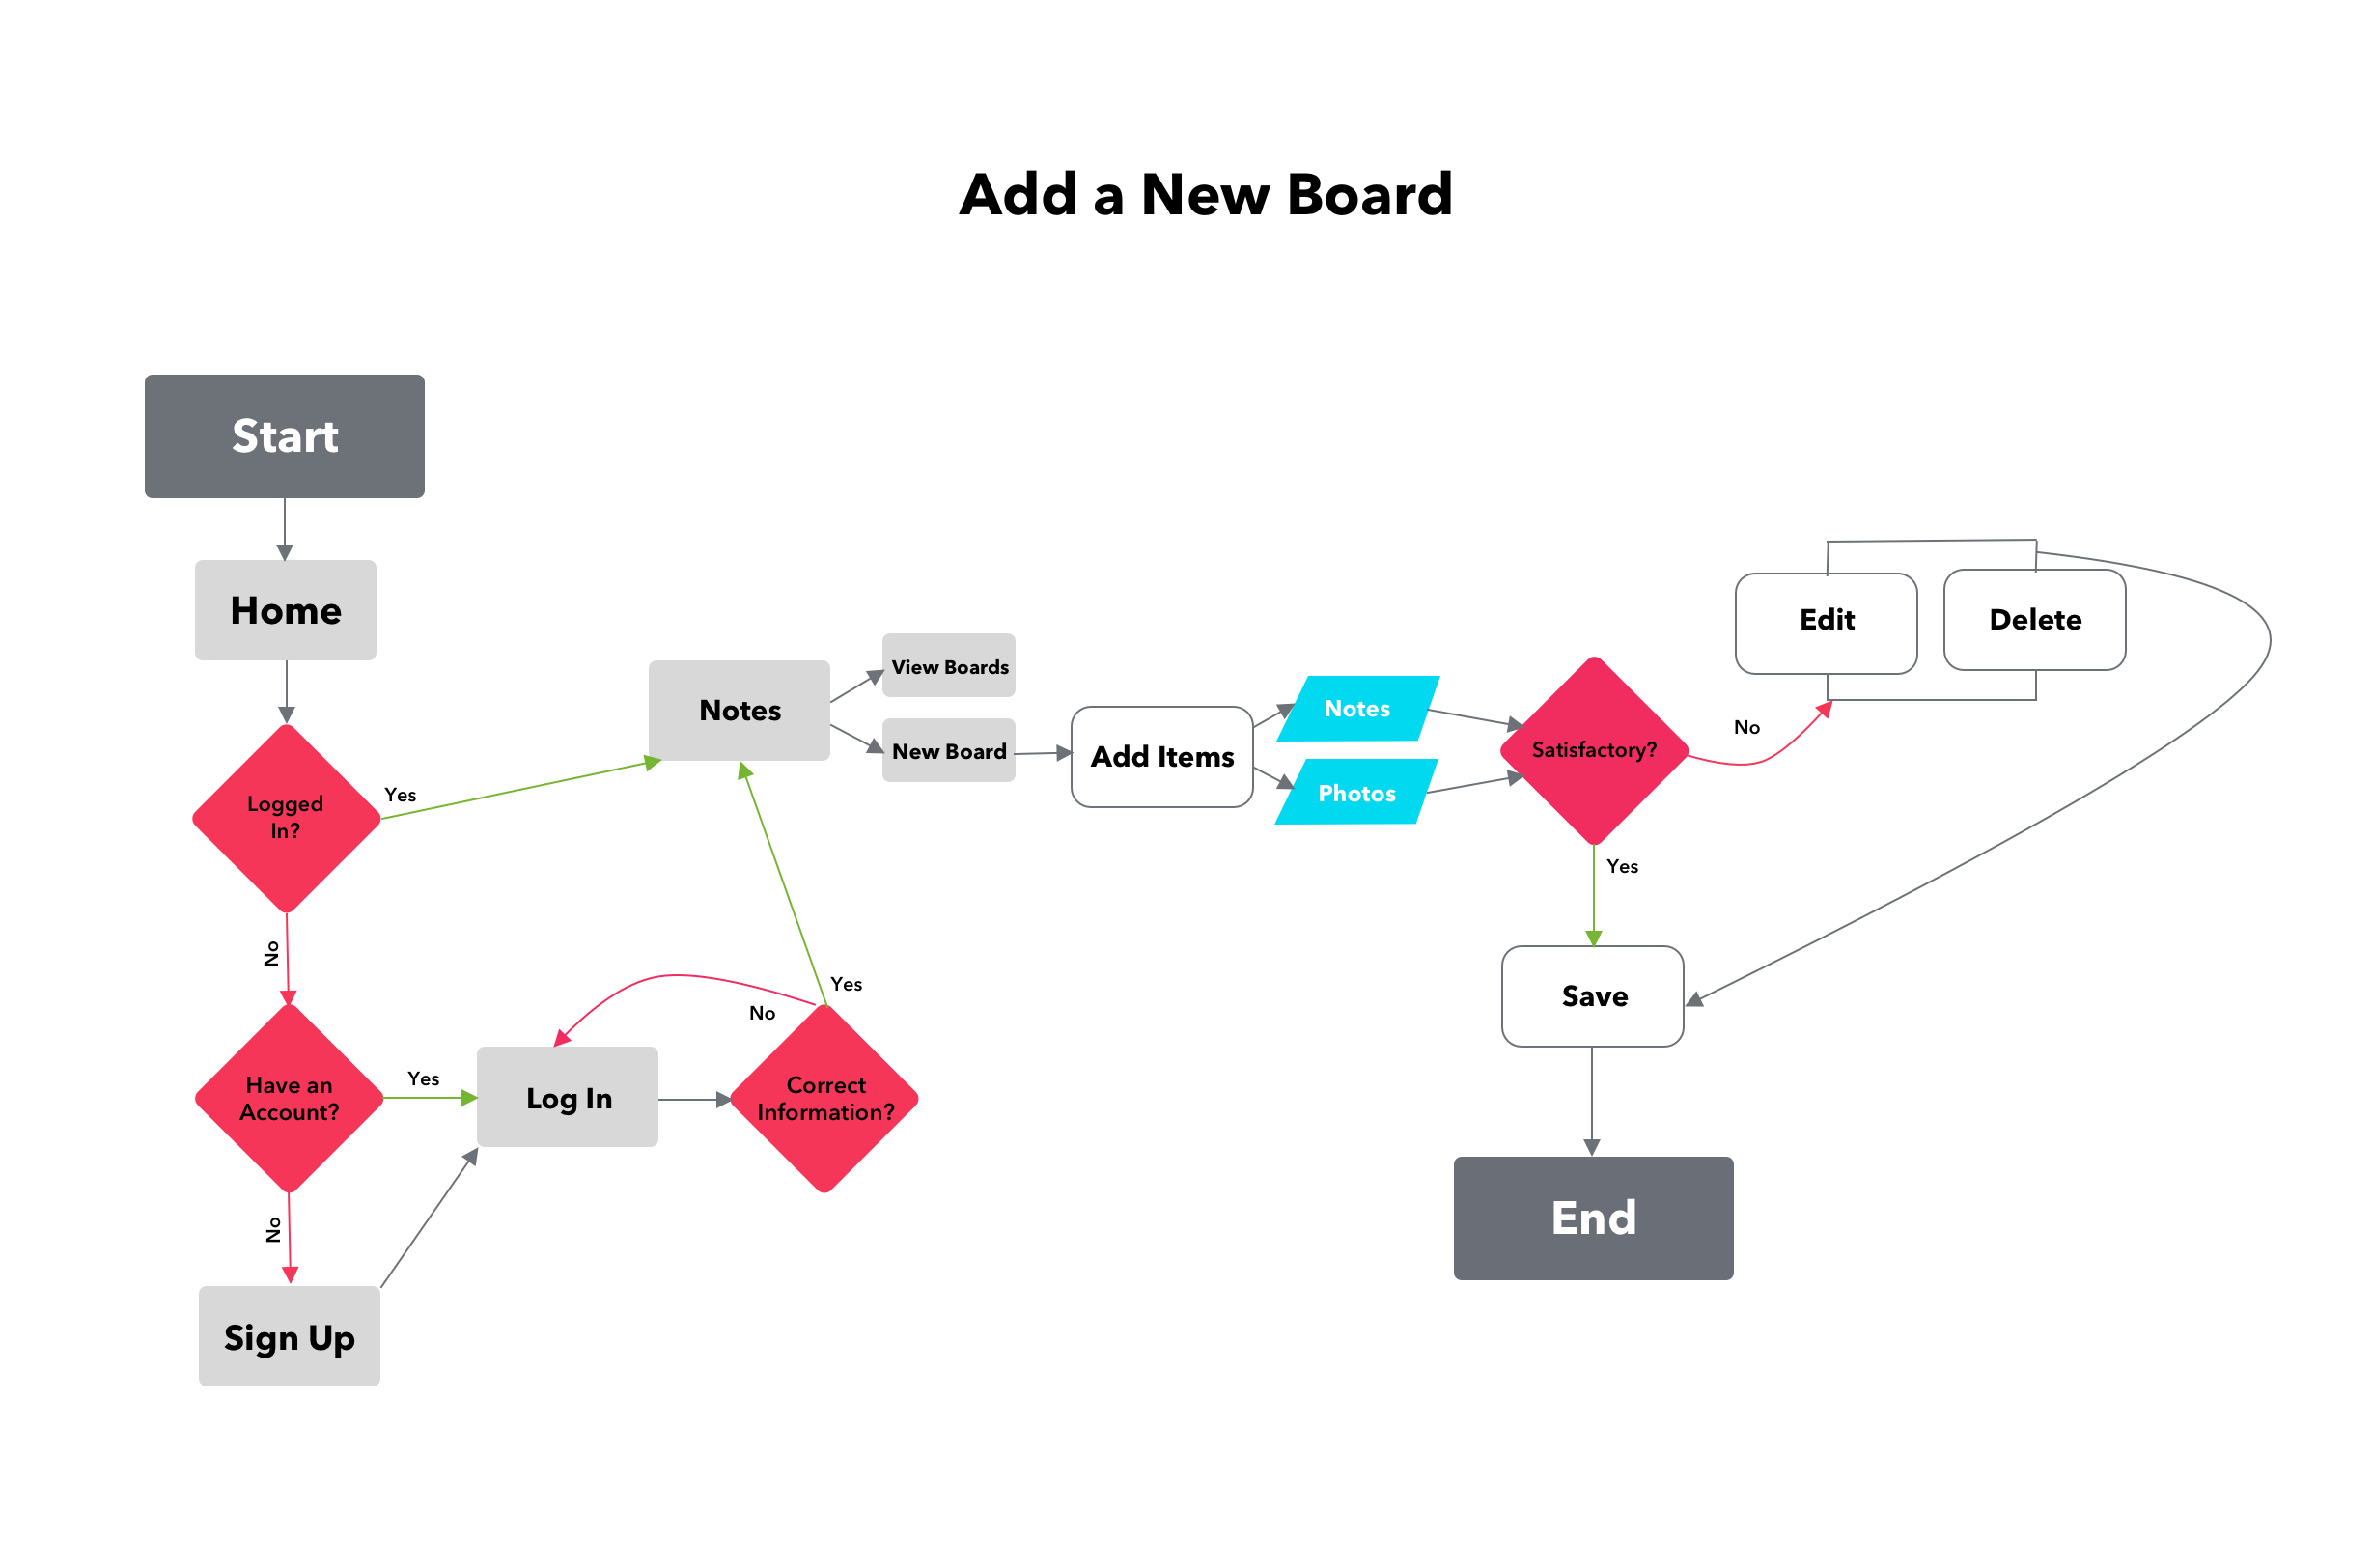 Add a New Board
Start
Home
Logged
In?
Yes
No
Have an
Account?
Yes
No
Sign Up
Log In
Correct
Information?
No
Yes
Notes
View Boards
New Board
Add Items
Notes
Photos
Satisfactory?
No
Edit
Delete
Yes
Save
End